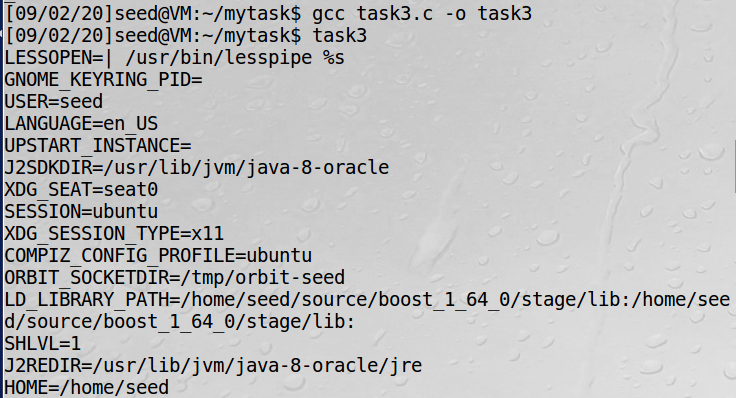 [09/02/20]seed@VM:~/mytask$ gcc task3.c -o task3
[09/02/20]seed@VM:~/mytask$ task3
LESSOPEN=| /usr/bin/lesspipe %s
GNOME_KEYRING_PID=
USER=seed
LANGUAGE=en_US
UPSTART_INSTANCE=
J2SDKDIR=/usr/lib/jvm/java-8-oracle
XDG_SEAT=seat0
SESSION=ubuntu
XDG_SESSION_TYPE=x11
COMPIZ_CONFIG_PROFILE=ubuntu
ORBIT_SOCKETDIR=/tmp/orbit-seed
LD_LIBRARY_PATH=/home/seed/source/boost_1_64_0/stage/lib:/home/see
d/source/boost_1_64_0/stage/lib:
SHLVL=1
J2REDIR=/usr/lib/jvm/java-8-oracle/jre
HOME=/home/seed